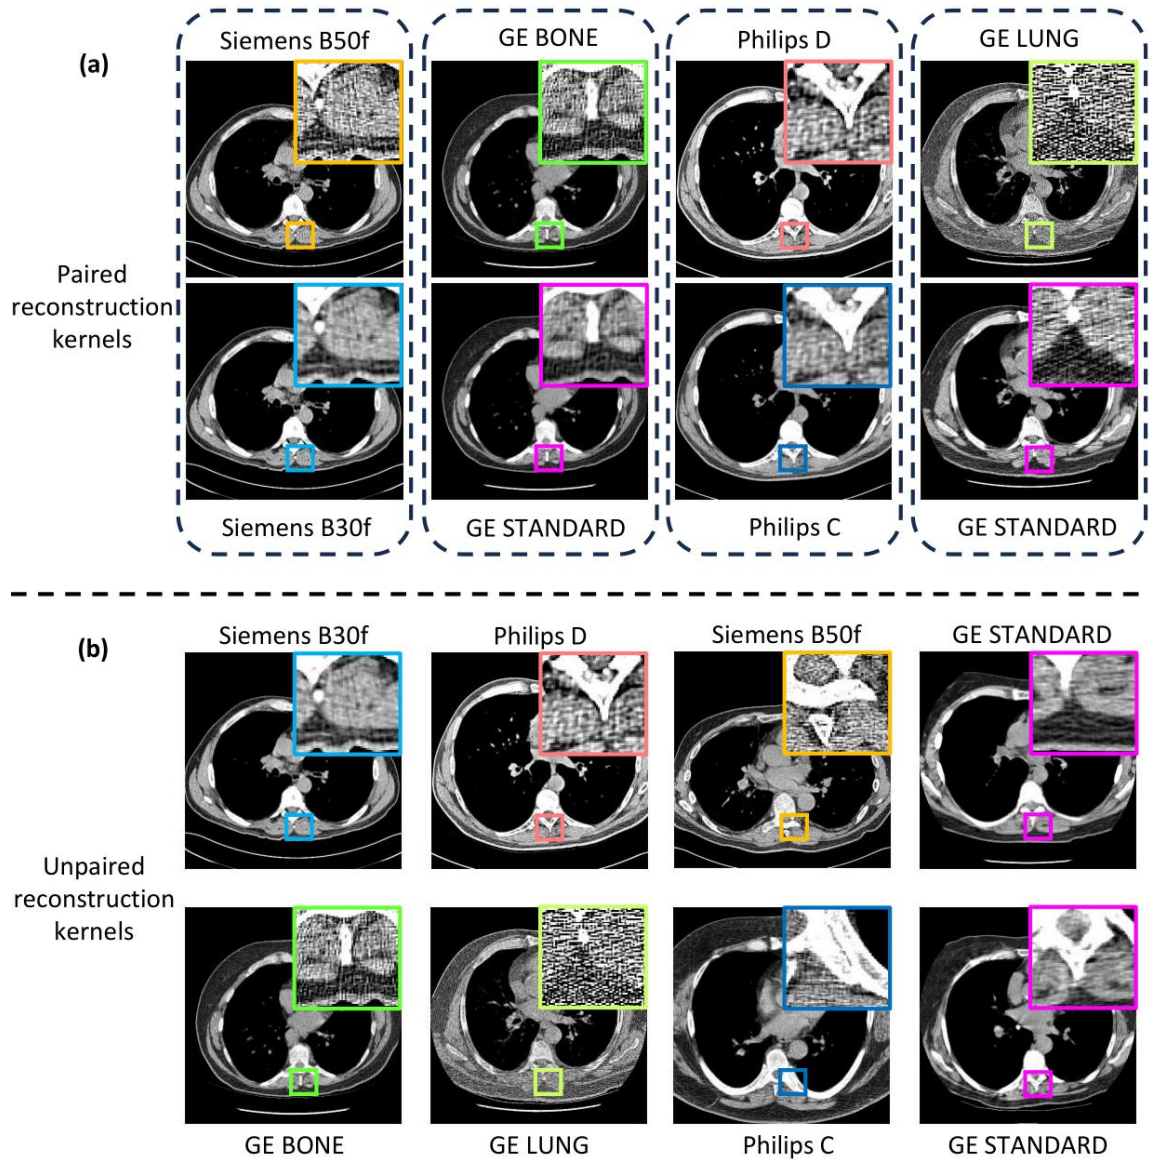 (a)
Siemens B50f
GE BONE
Philips D
GE LUNG
Paired
reconstruction
kernels
Siemens B30f
GE STANDARD
Philips C
GE STANDARD
(b)
Siemens B30f
Philips D
Siemens B50f
GE STANDARD
Unpaired
reconstruction
kernels
GE BONE
GE LUNG
Philips C
GE STANDARD